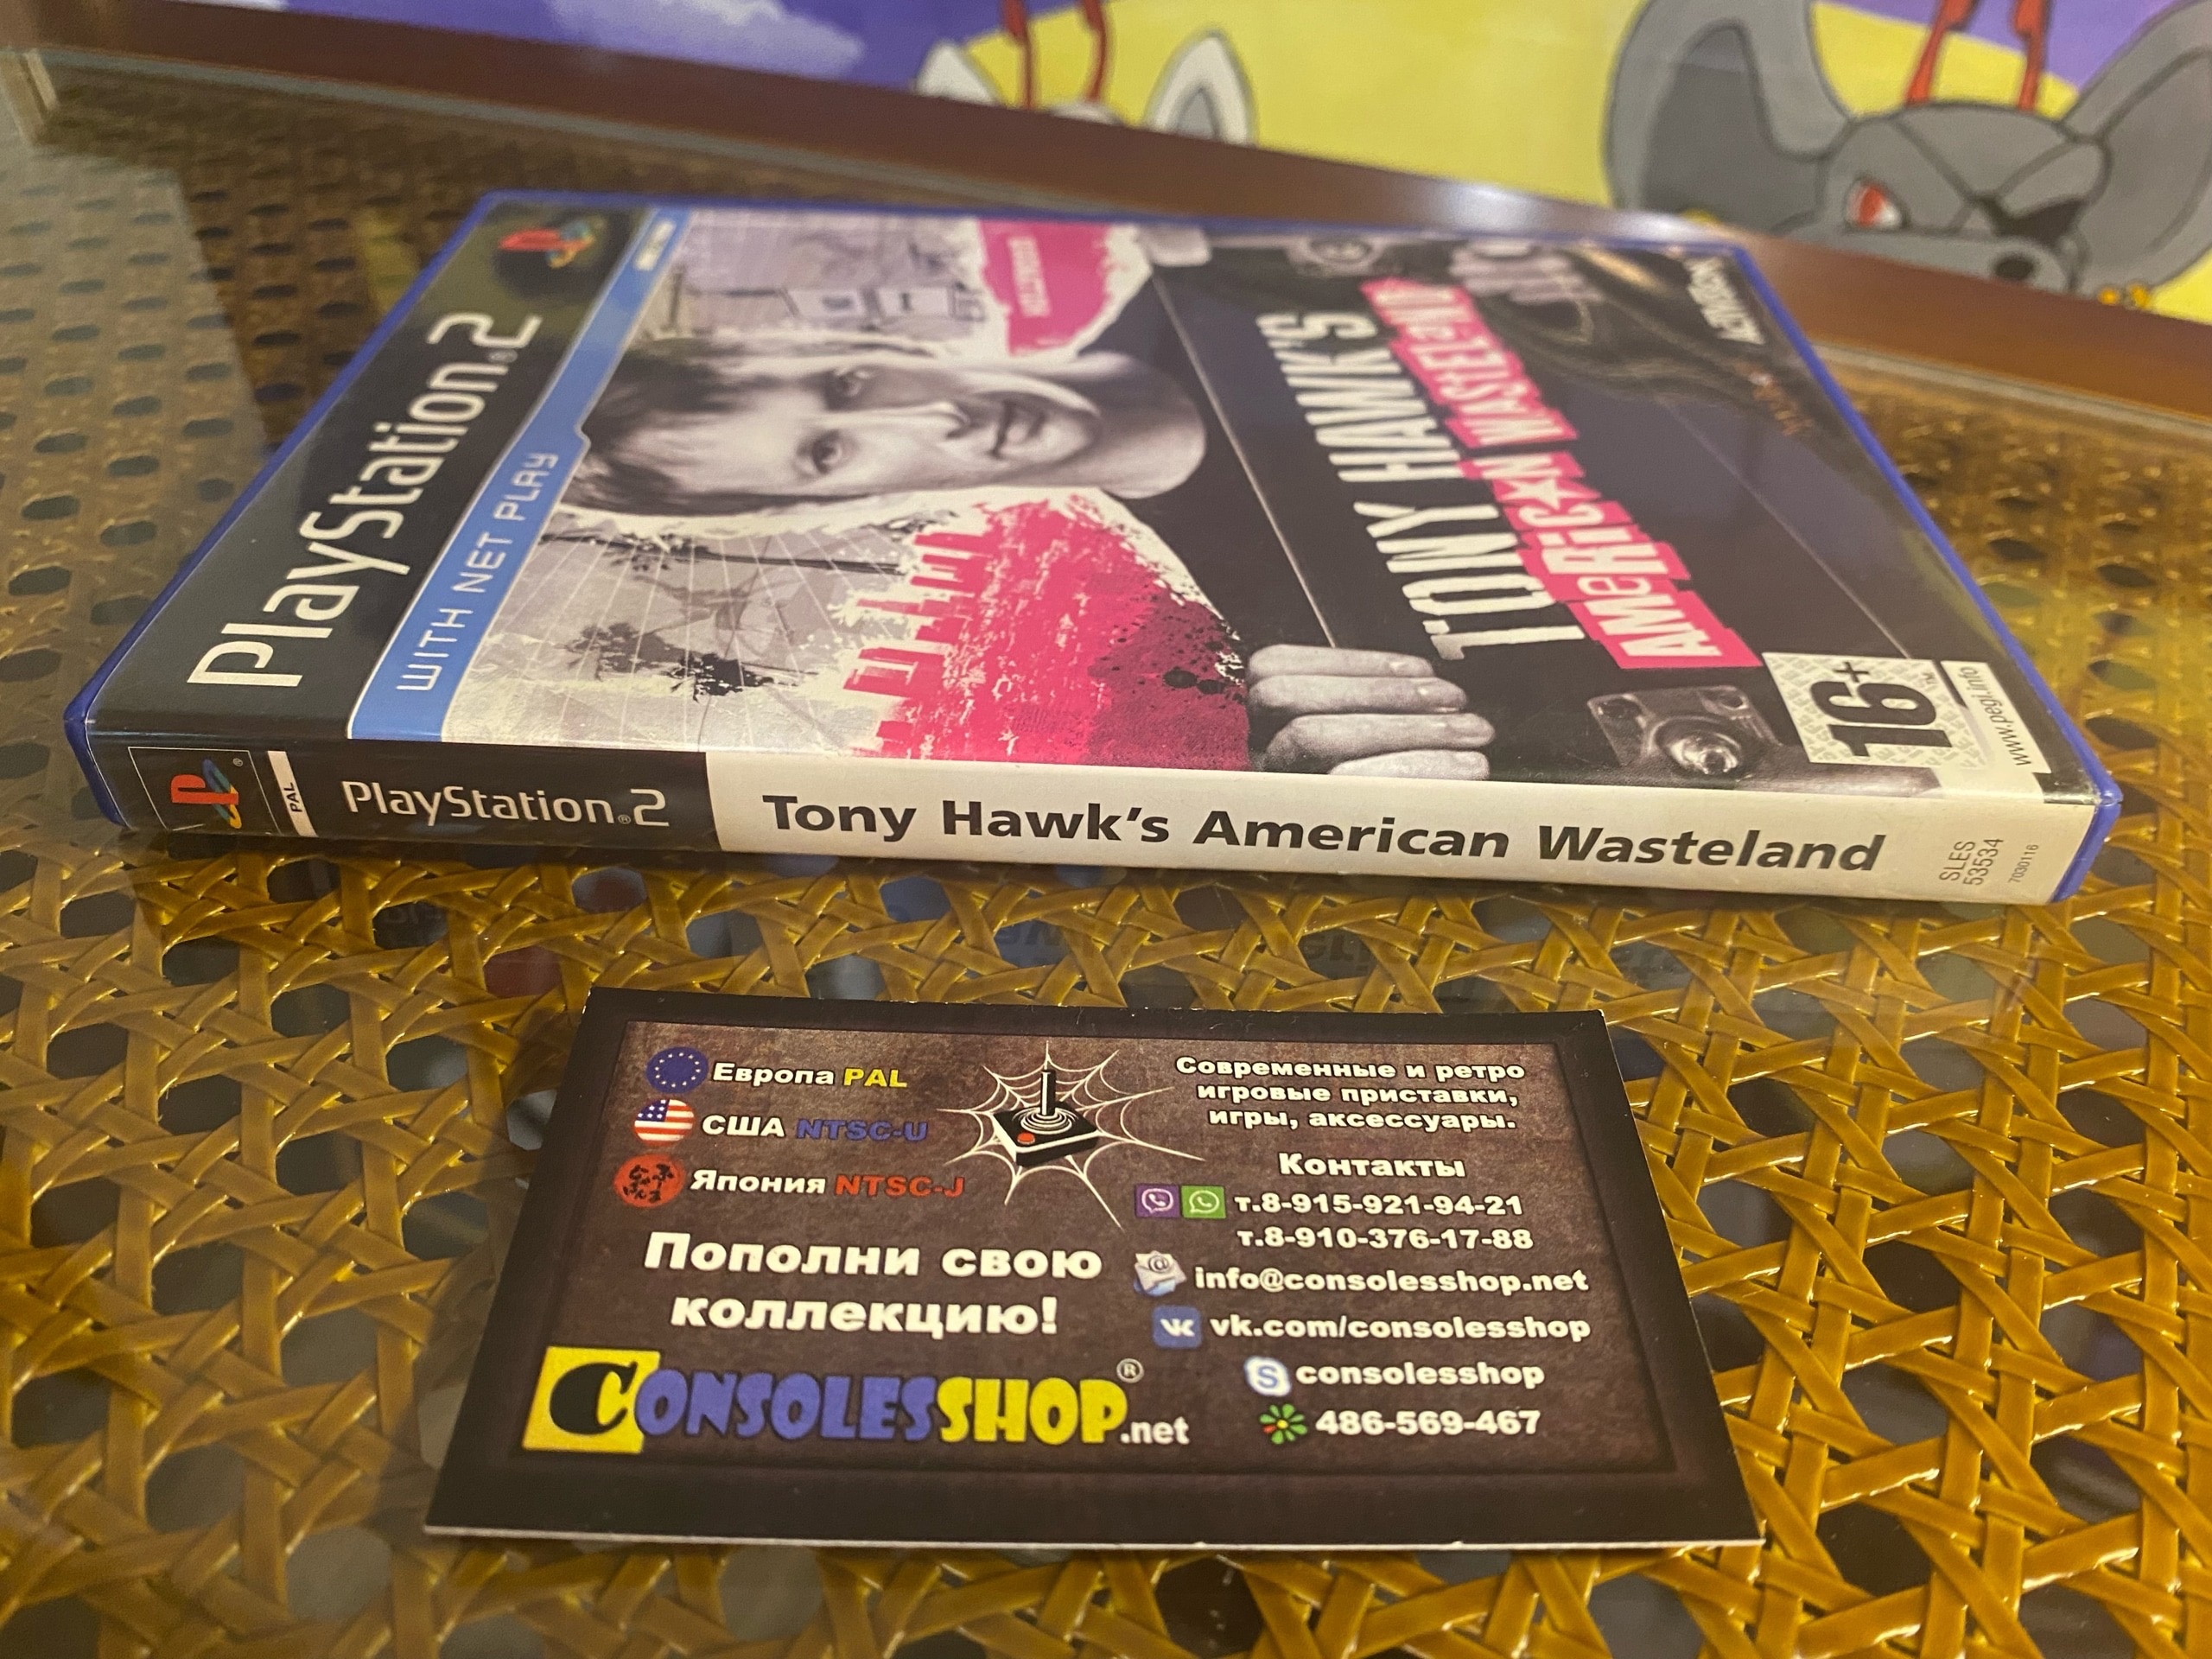 PlayStation®2
WITH NET PLAY
TONY HAWK'S
AMeRiC★N WASTELaND
ACTIVISION
16+
www.pegi.info
PAL
PlayStation®2
Tony Hawk's American Wasteland
SLES
53534
7030116
Европа PAL
США NTSC-U
Япония NTSC-J
Пополни свою
коллекцию!
CONSOLESSHOP®.net
Современные и ретро
игровые приставки,
игры, аксессуары.
Контакты
т.8-915-921-94-21
т.8-910-376-17-88
info@consolesshop.net
vk.com/consolesshop
consolesshop
486-569-467